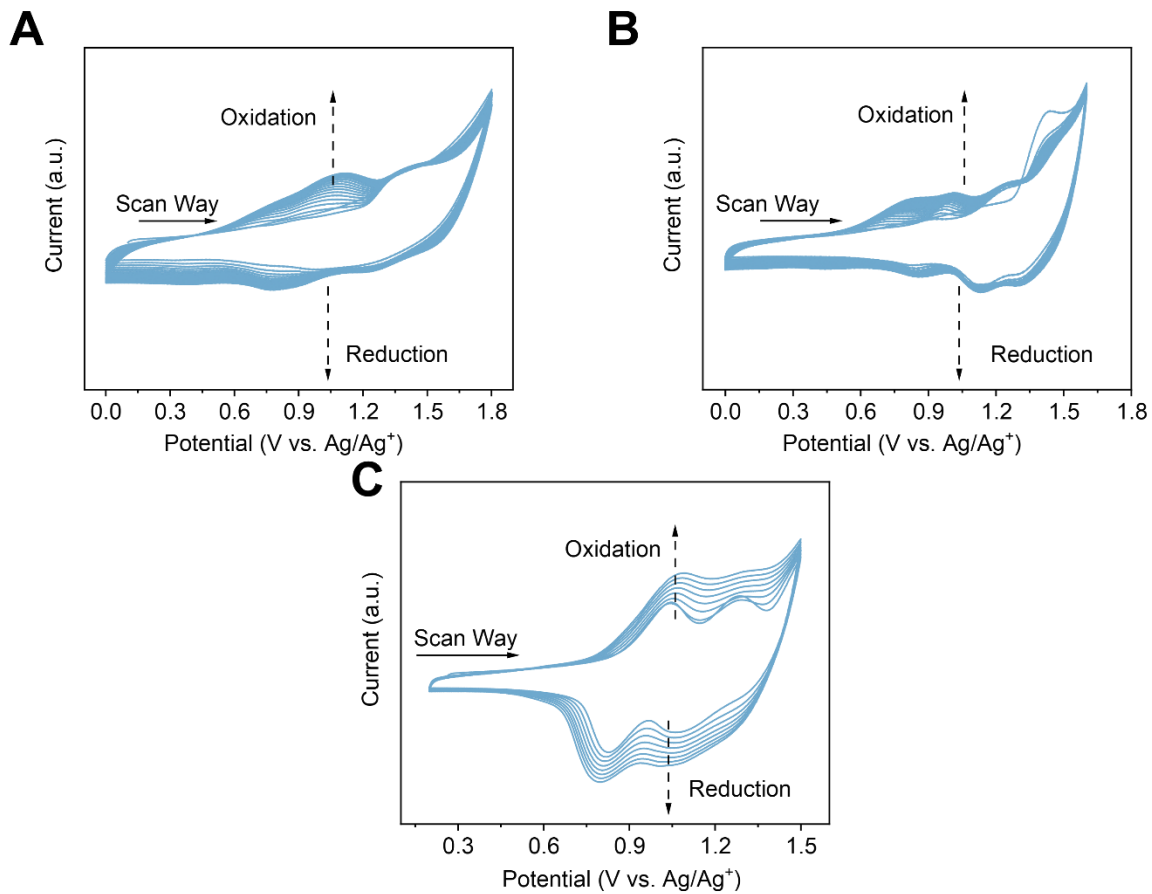 A
Oxidation
Scan Way
Reduction
Current (a.u.)
0.0 0.3 0.6 0.9 1.2 1.5 1.8
Potential (V vs. Ag/Ag⁺)
B
Oxidation
Scan Way
Reduction
Current (a.u.)
0.0 0.3 0.6 0.9 1.2 1.5 1.8
Potential (V vs. Ag/Ag⁺)
C
Oxidation
Scan Way
Reduction
Current (a.u.)
0.3 0.6 0.9 1.2 1.5
Potential (V vs. Ag/Ag⁺)